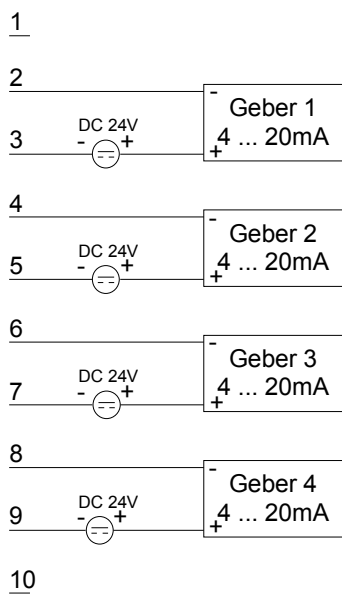 1
2
-
Geber 1
DC 24V
3 - + + 4 ... 20mA
4
-
Geber 2
DC 24V
5 - + + 4 ... 20mA
6
-
Geber 3
DC 24V
7 - + + 4 ... 20mA
8
-
Geber 4
DC 24V
9 - + + 4 ... 20mA
10